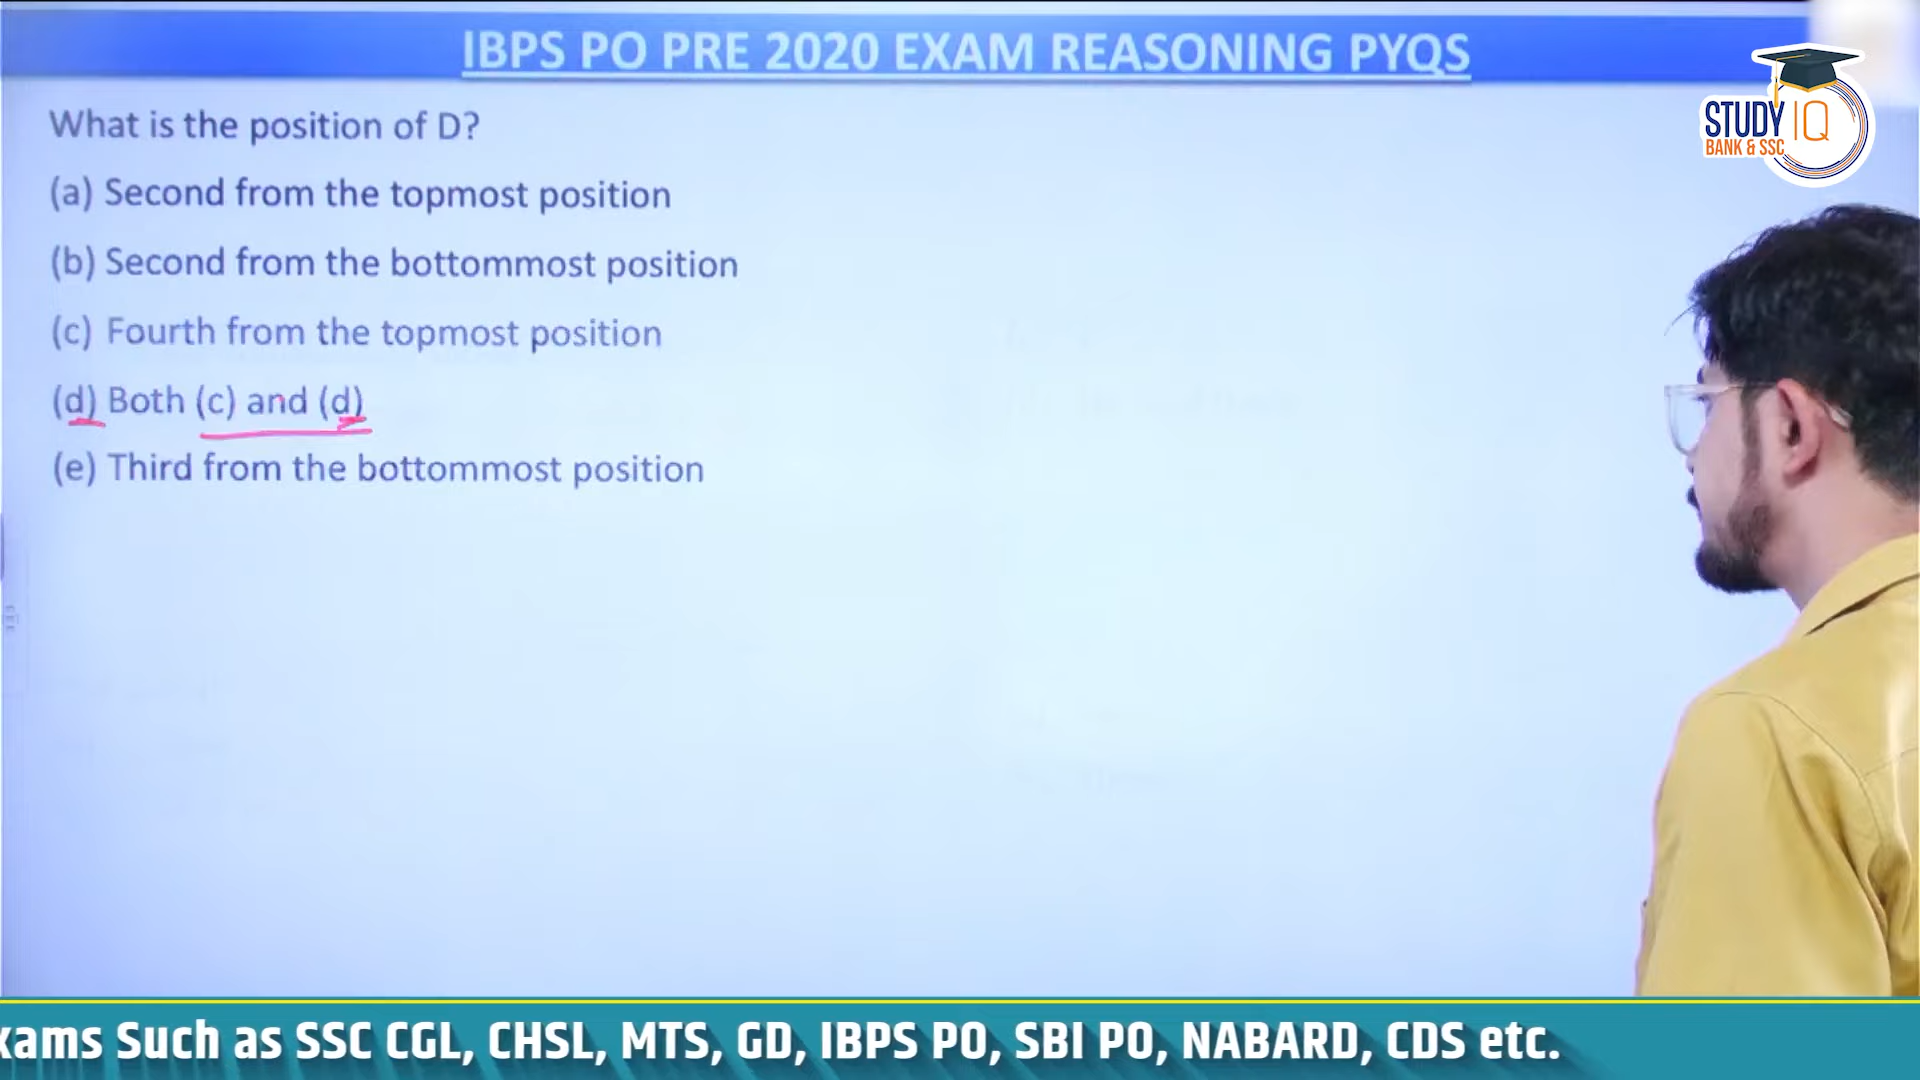 IBPS PO PRE 2020 EXAM REASONING PYQS
STUDY IQ
BANK & SSC
What is the position of D?
(a) Second from the topmost position
(b) Second from the bottommost position
(c) Fourth from the topmost position
(d) Both (c) and (d)
(e) Third from the bottommost position
xams Such as SSC CGL, CHSL, MTS, GD, IBPS PO, SBI PO, NABARD, CDS etc.